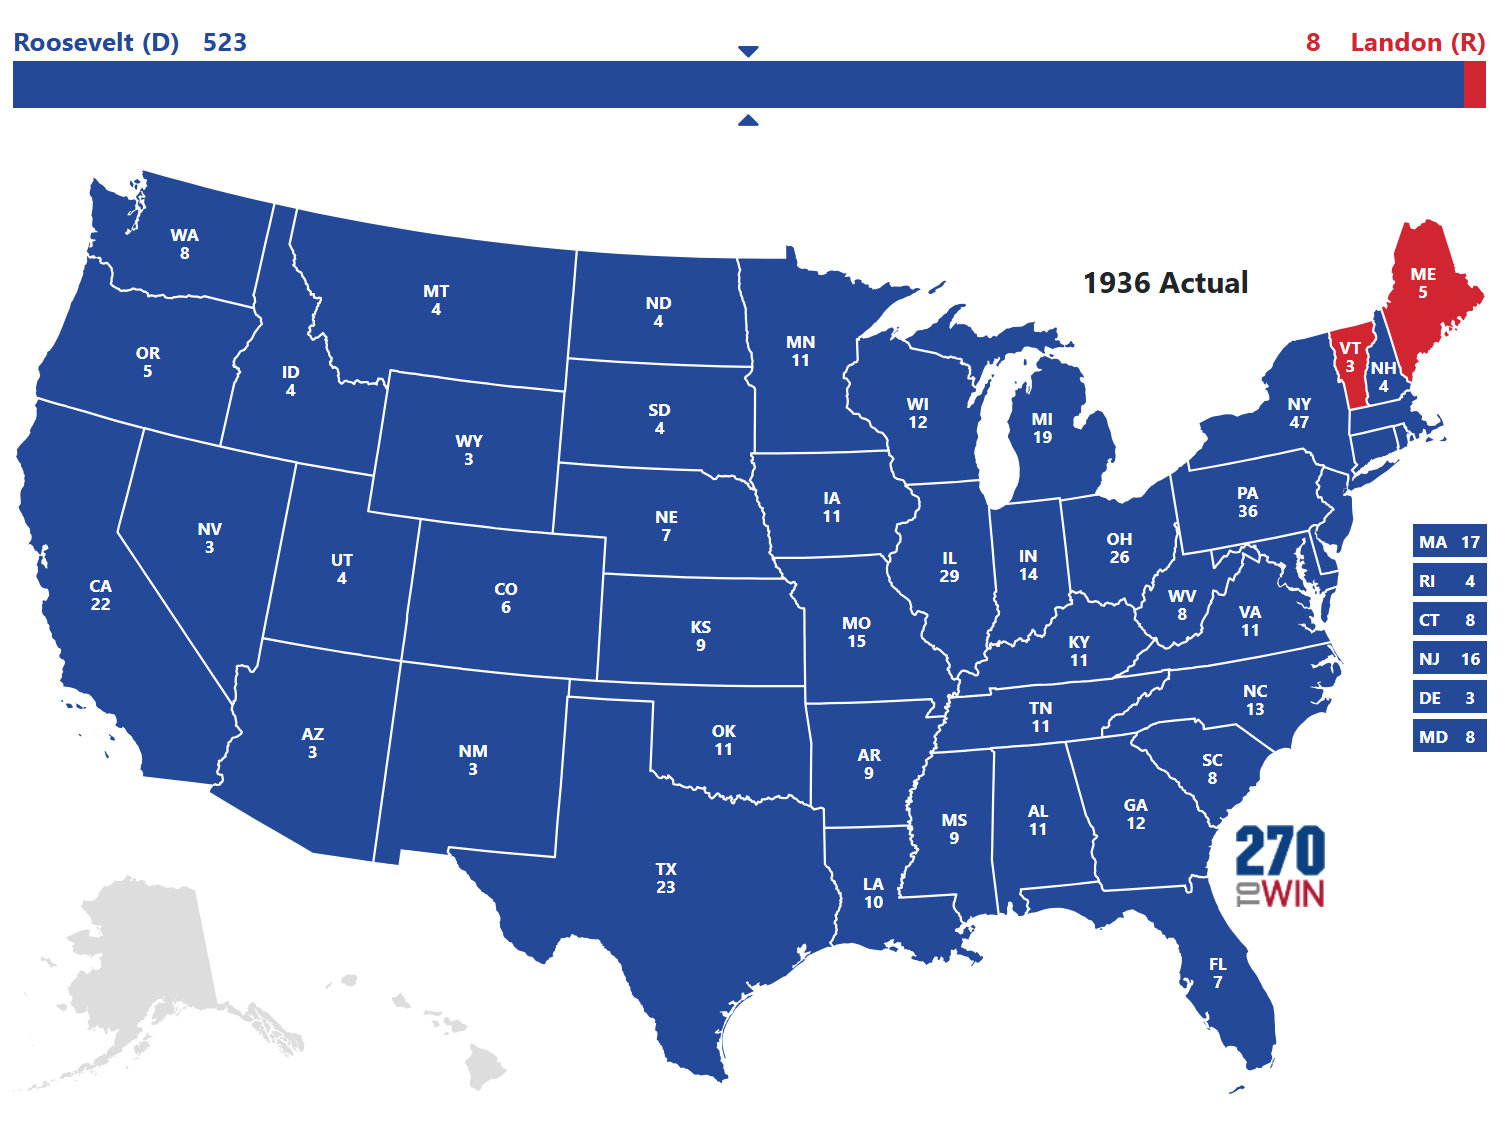 Roosevelt (D) 523
8 Landon (R)
1936 Actual
WA
8
OR
5
ID
4
MT
4
ND
4
MN
11
SD
4
WY
3
WI
12
MI
19
ME
5
VT
3
NH
4
NY
47
CA
22
NV
3
UT
4
CO
6
NE
7
IA
11
IL
29
IN
14
OH
26
PA
36
KS
9
MO
15
KY
11
WV
8
VA
11
MA 17
RI 4
CT 8
NJ 16
DE 3
MD 8
AZ
3
NM
3
OK
11
AR
9
TN
11
NC
13
SC
8
TX
23
LA
10
MS
9
AL
11
GA
12
FL
7
270
TO WIN